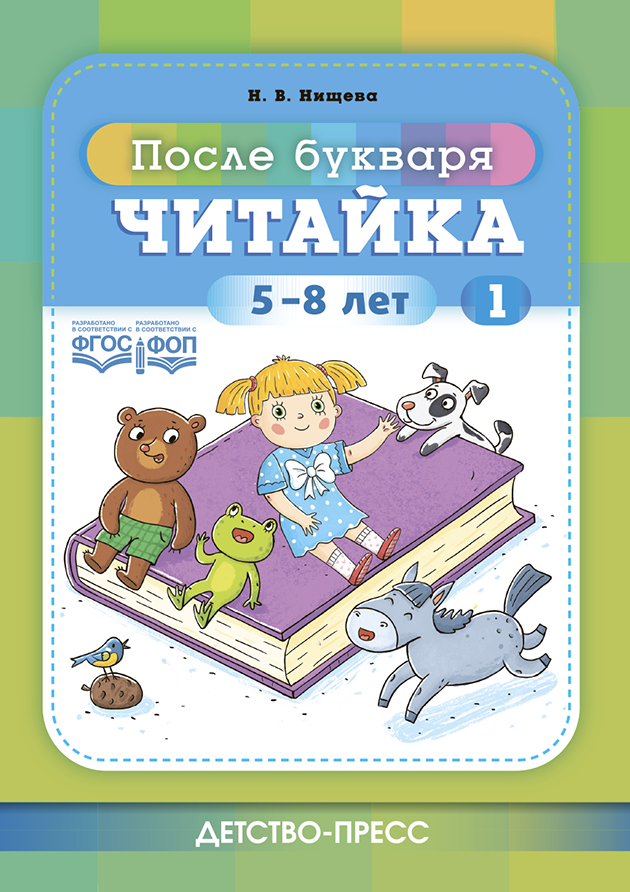 Н. В. Нищева
После букваря
ЧИТАЙКА
5–8 лет 1
РАЗРАБОТАНО
В СООТВЕТСТВИИ С
ФГОС
РАЗРАБОТАНО
В СООТВЕТСТВИИ С
ФОП
ДЕТСТВО-ПРЕСС